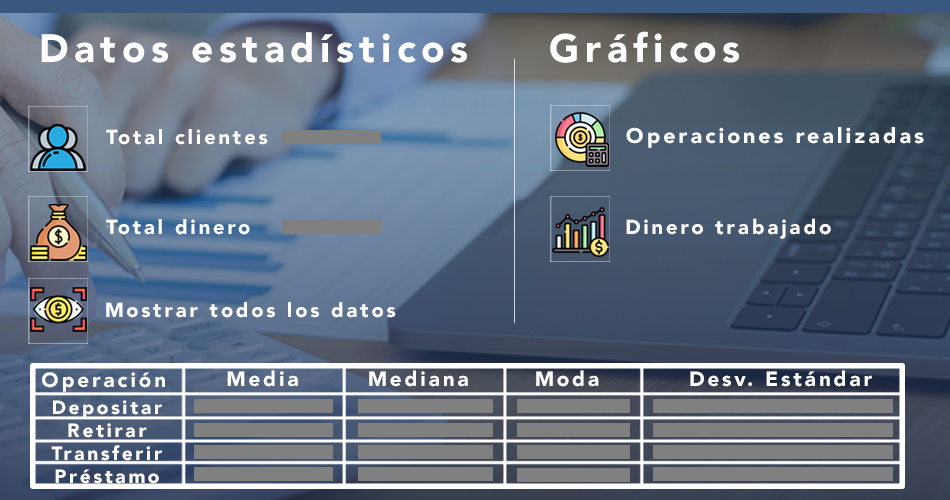 Datos estadísticos
Gráficos
Total clientes
Total dinero
Mostrar todos los datos
Operaciones realizadas
Dinero trabajado
Operación Media Mediana Moda Desv. Estándar
Depositar
Retirar
Transferir
Préstamo